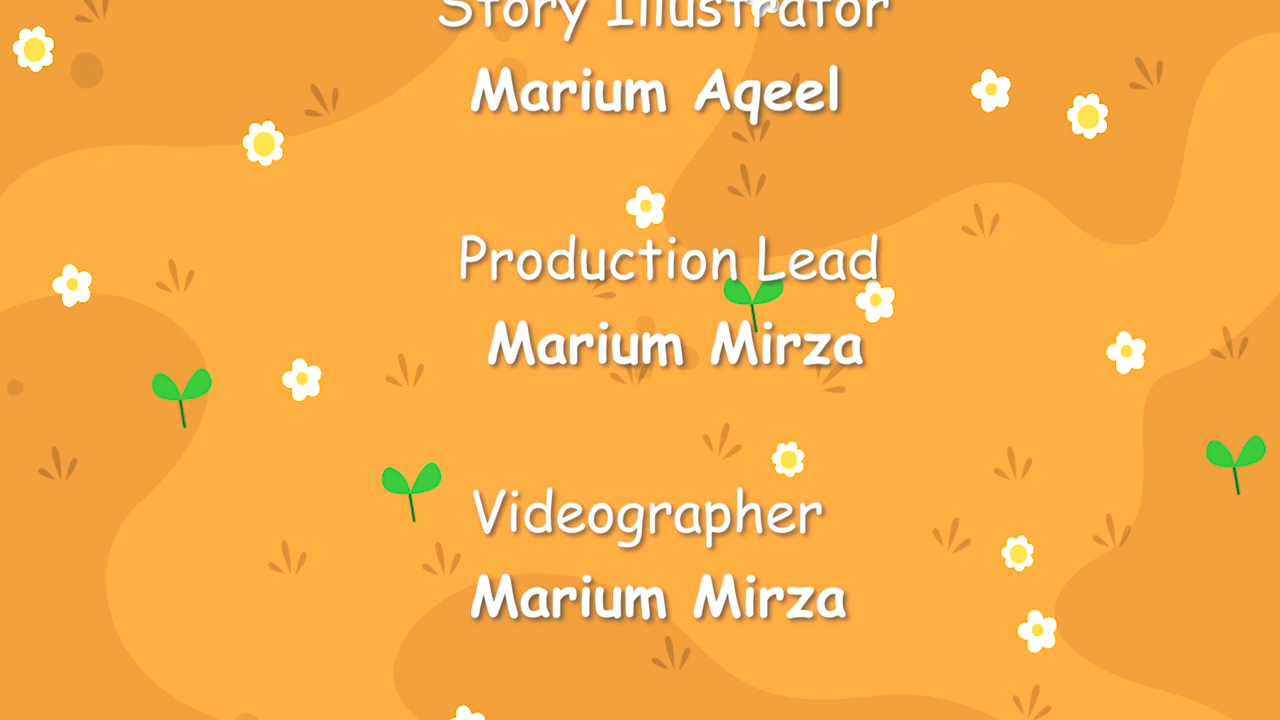 Story Illustrator
Marium Aqeel
Production Lead
Marium Mirza
Videographer
Marium Mirza